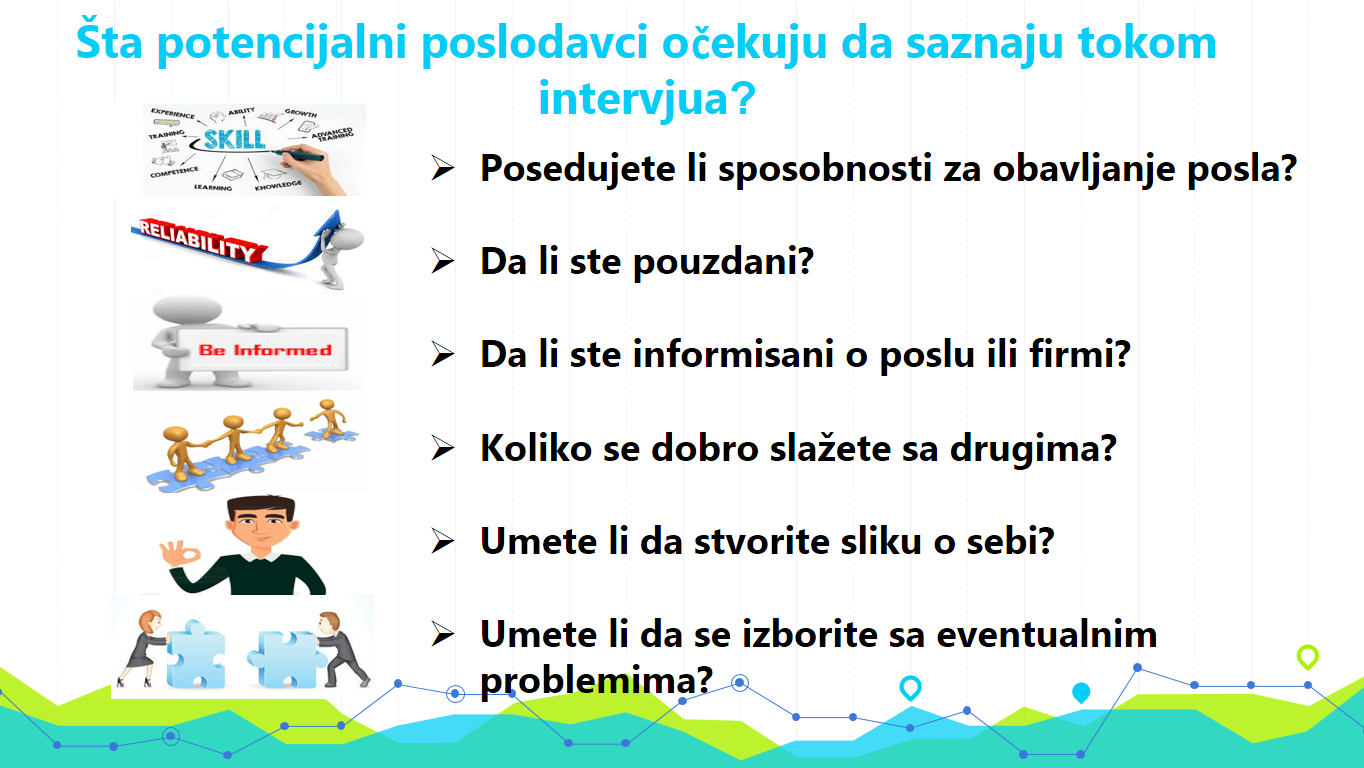 Šta potencijalni poslodavci očekuju da saznaju tokom
intervjua?
EXPERIENCE
ABILITY
GROWTH
TRAINING
SKILL
ADVANCED
TRAINING
COMPETENCE
LEARNING
KNOWLEDGE
➢ Posedujete li sposobnosti za obavljanje posla?
RELIABILITY
➢ Da li ste pouzdani?
Be Informed
➢ Da li ste informisani o poslu ili firmi?
➢ Koliko se dobro slažete sa drugima?
➢ Umete li da stvorite sliku o sebi?
➢ Umete li da se izborite sa eventualnim
problemima?